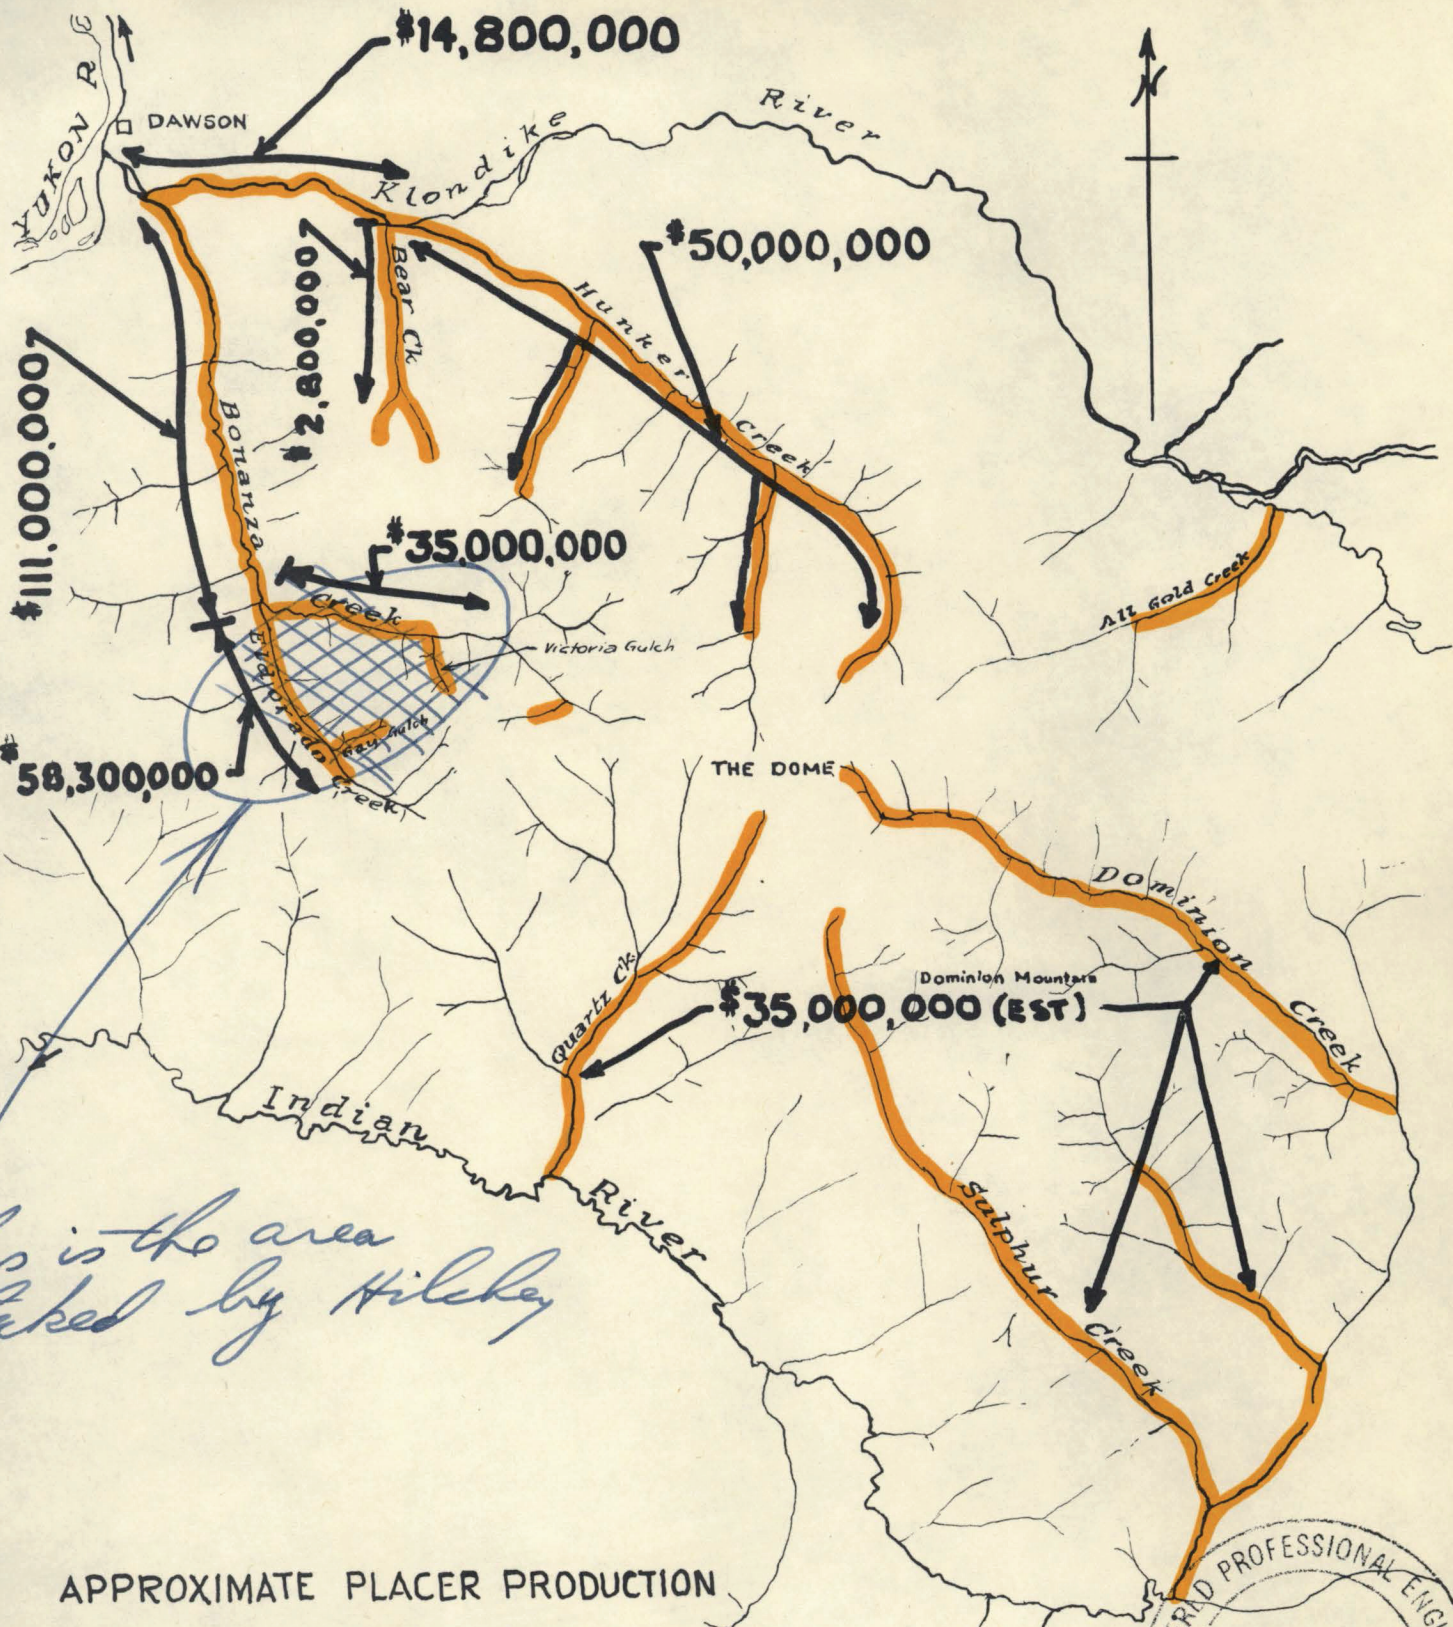 $14,800,000
YUKON R
DAWSON
Klondike River
N
$50,000,000
$2,800,000
Bear Ck
Hunker Creek
$111,000,000
Bonanza Creek
$35,000,000
Victoria Gulch
All Gold Creek
Eldorado Creek
Gay Gulch
$58,300,000
THE DOME
Dominion Creek
Quartz Ck.
Dominion Mountain
$35,000,000 (EST)
Indian River
Sulphur Creek
is the area
by Hilchey
APPROXIMATE PLACER PRODUCTION
PROFESSIONAL